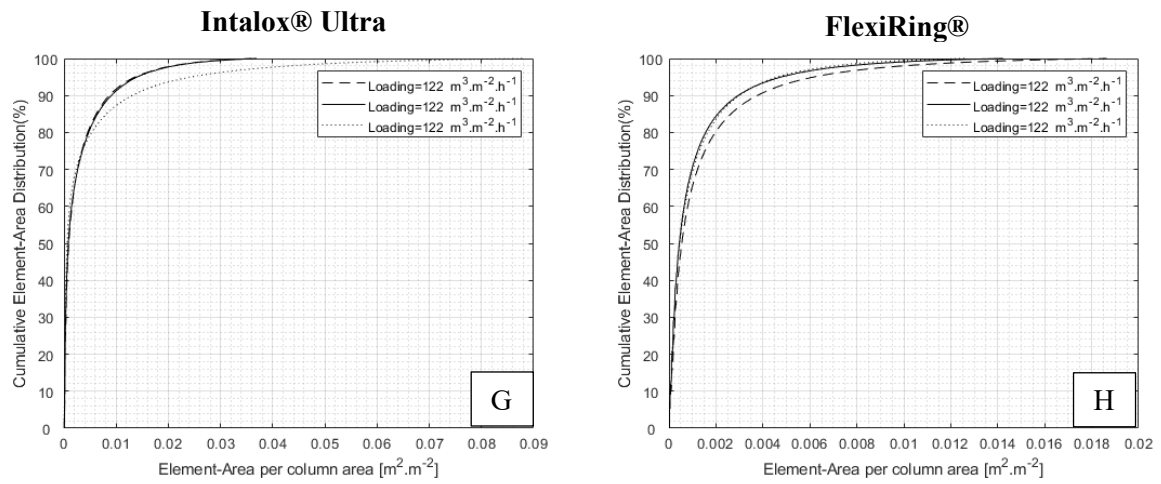 Intalox® Ultra
100
90
80
70
60
50
40
30
20
10
0
Cumulative Element-Area Distribution(%)
Loading=122 m³.m⁻².h⁻¹
Loading=122 m³.m⁻².h⁻¹
Loading=122 m³.m⁻².h⁻¹
G
0 0.01 0.02 0.03 0.04 0.05 0.06 0.07 0.08 0.09
Element-Area per column area [m².m⁻²]
FlexiRing®
100
90
80
70
60
50
40
30
20
10
0
Cumulative Element-Area Distribution(%)
Loading=122 m³.m⁻².h⁻¹
Loading=122 m³.m⁻².h⁻¹
Loading=122 m³.m⁻².h⁻¹
H
0 0.002 0.004 0.006 0.008 0.01 0.012 0.014 0.016 0.018 0.02
Element-Area per column area [m².m⁻²]